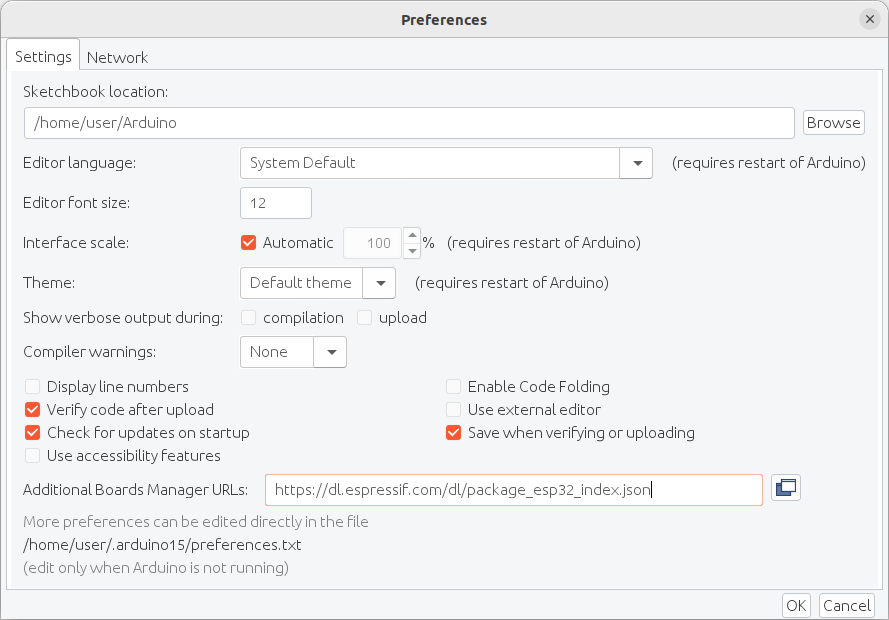 Preferences
Settings Network
Sketchbook location:
/home/user/Arduino Browse
Editor language: System Default (requires restart of Arduino)
Editor font size: 12
Interface scale: Automatic 100 % (requires restart of Arduino)
Theme: Default theme (requires restart of Arduino)
Show verbose output during: compilation upload
Compiler warnings: None
Display line numbers Enable Code Folding
Verify code after upload Use external editor
Check for updates on startup Save when verifying or uploading
Use accessibility features
Additional Boards Manager URLs: https://dl.espressif.com/dl/package_esp32_index.json
More preferences can be edited directly in the file
/home/user/.arduino15/preferences.txt
(edit only when Arduino is not running)
OK Cancel